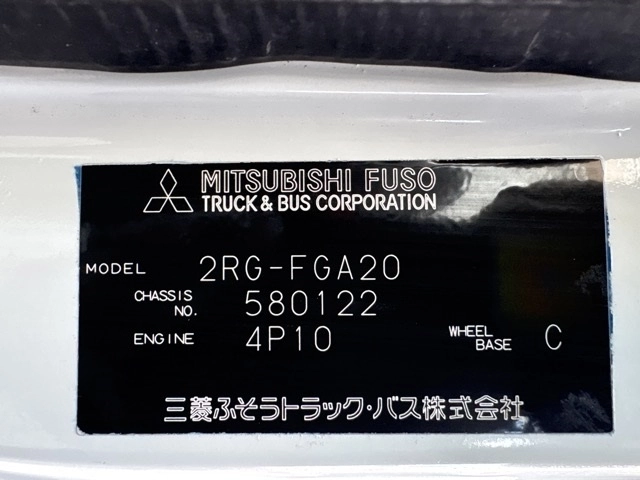 MITSUBISHI FUSO
TRUCK & BUS CORPORATION
MODEL 2RG-FGA20
CHASSIS NO. 580122
ENGINE 4P10 WHEEL BASE C
三菱ふそうトラック・バス株式会社